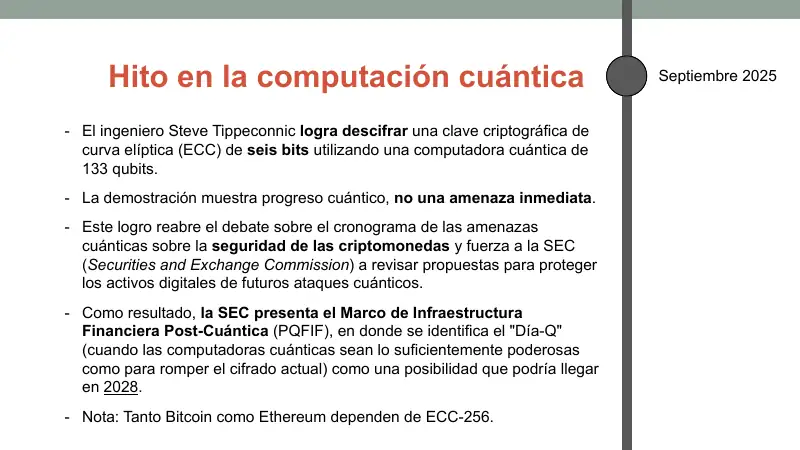 Hito en la computación cuántica
Septiembre 2025
- El ingeniero Steve Tippeconnic logra descifrar una clave criptográfica de
curva elíptica (ECC) de seis bits utilizando una computadora cuántica de
133 qubits.
- La demostración muestra progreso cuántico, no una amenaza inmediata.
- Este logro reabre el debate sobre el cronograma de las amenazas
cuánticas sobre la seguridad de las criptomonedas y fuerza a la SEC
(Securities and Exchange Commission) a revisar propuestas para proteger
los activos digitales de futuros ataques cuánticos.
- Como resultado, la SEC presenta el Marco de Infraestructura
Financiera Post-Cuántica (PQFIF), en donde se identifica el "Día-Q"
(cuando las computadoras cuánticas sean lo suficientemente poderosas
como para romper el cifrado actual) como una posibilidad que podría llegar
en 2028.
- Nota: Tanto Bitcoin como Ethereum dependen de ECC-256.